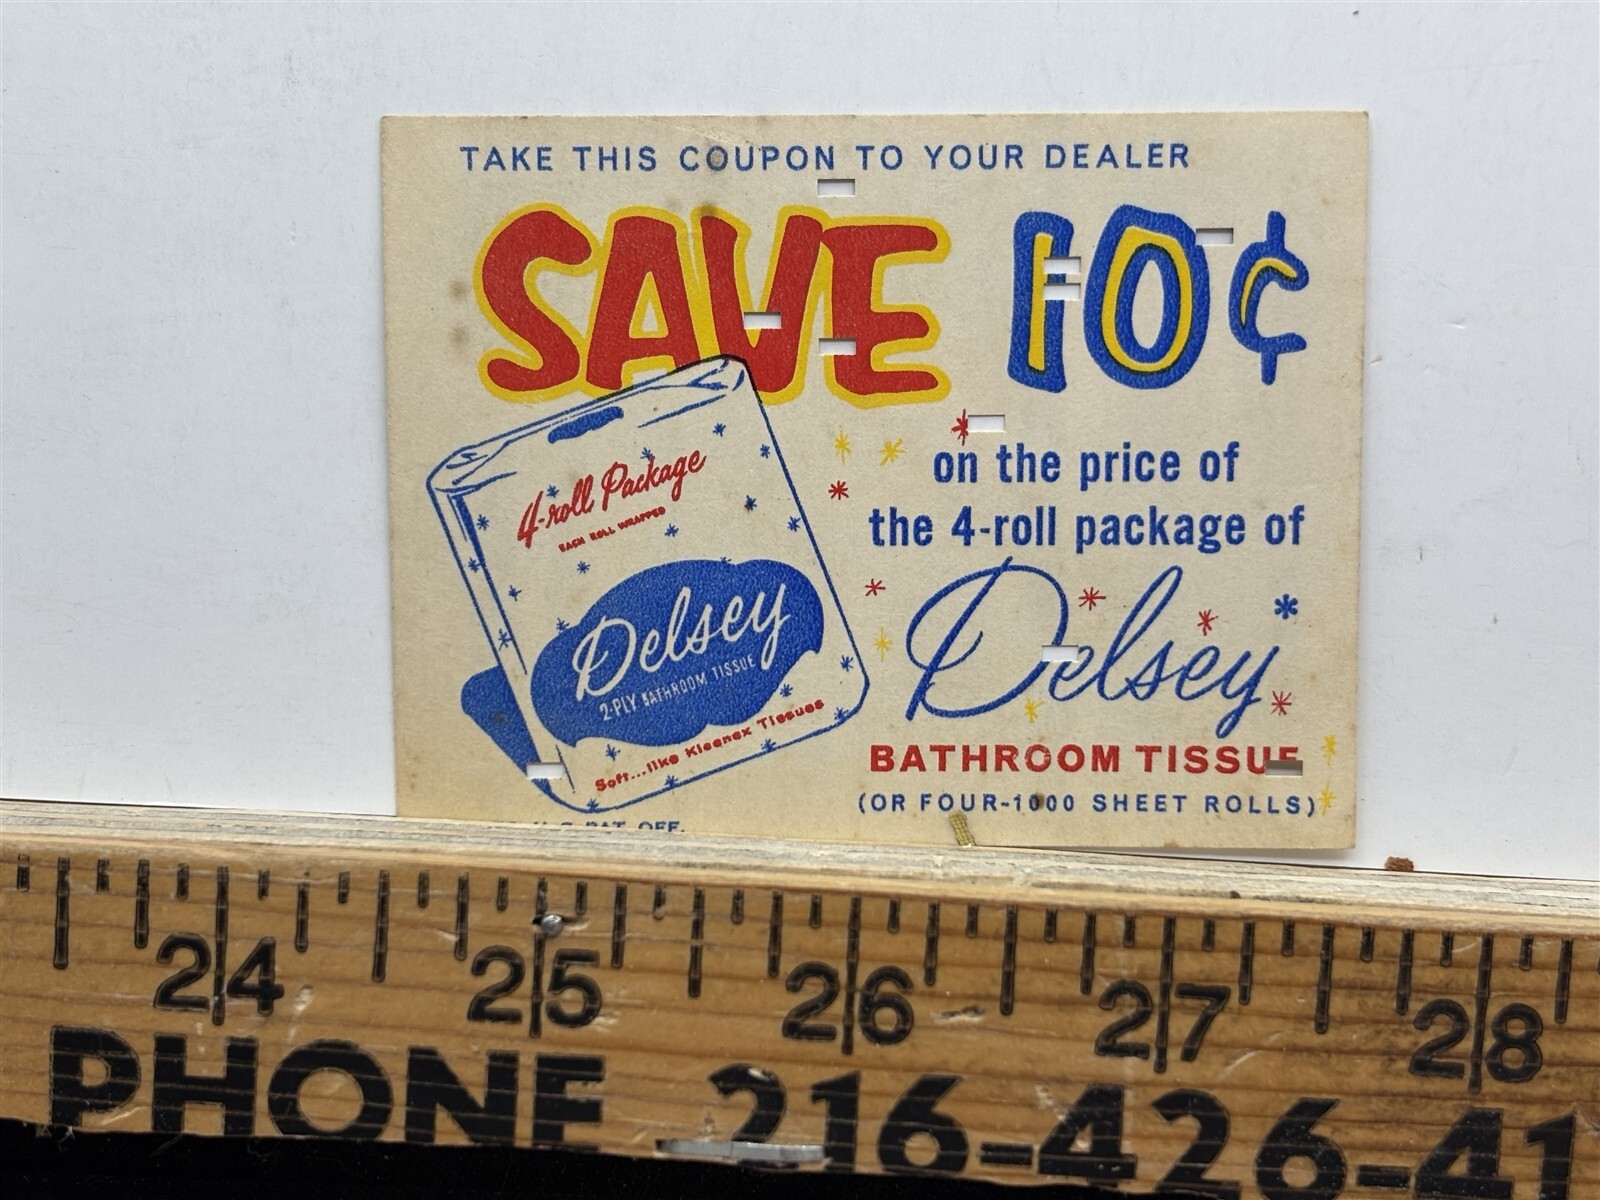 TAKE THIS COUPON TO YOUR DEALER
SAVE 10¢
on the price of
the 4-roll package of
Delsey*
BATHROOM TISSUE
(OR FOUR-1000 SHEET ROLLS)
4-roll Package
EACH ROLL WRAPPED
Delsey
2-PLY BATHROOM TISSUE
Soft...like Kleenex Tissues
PAT. OFF.
24 25 26 27 28
PHONE 216-426-41